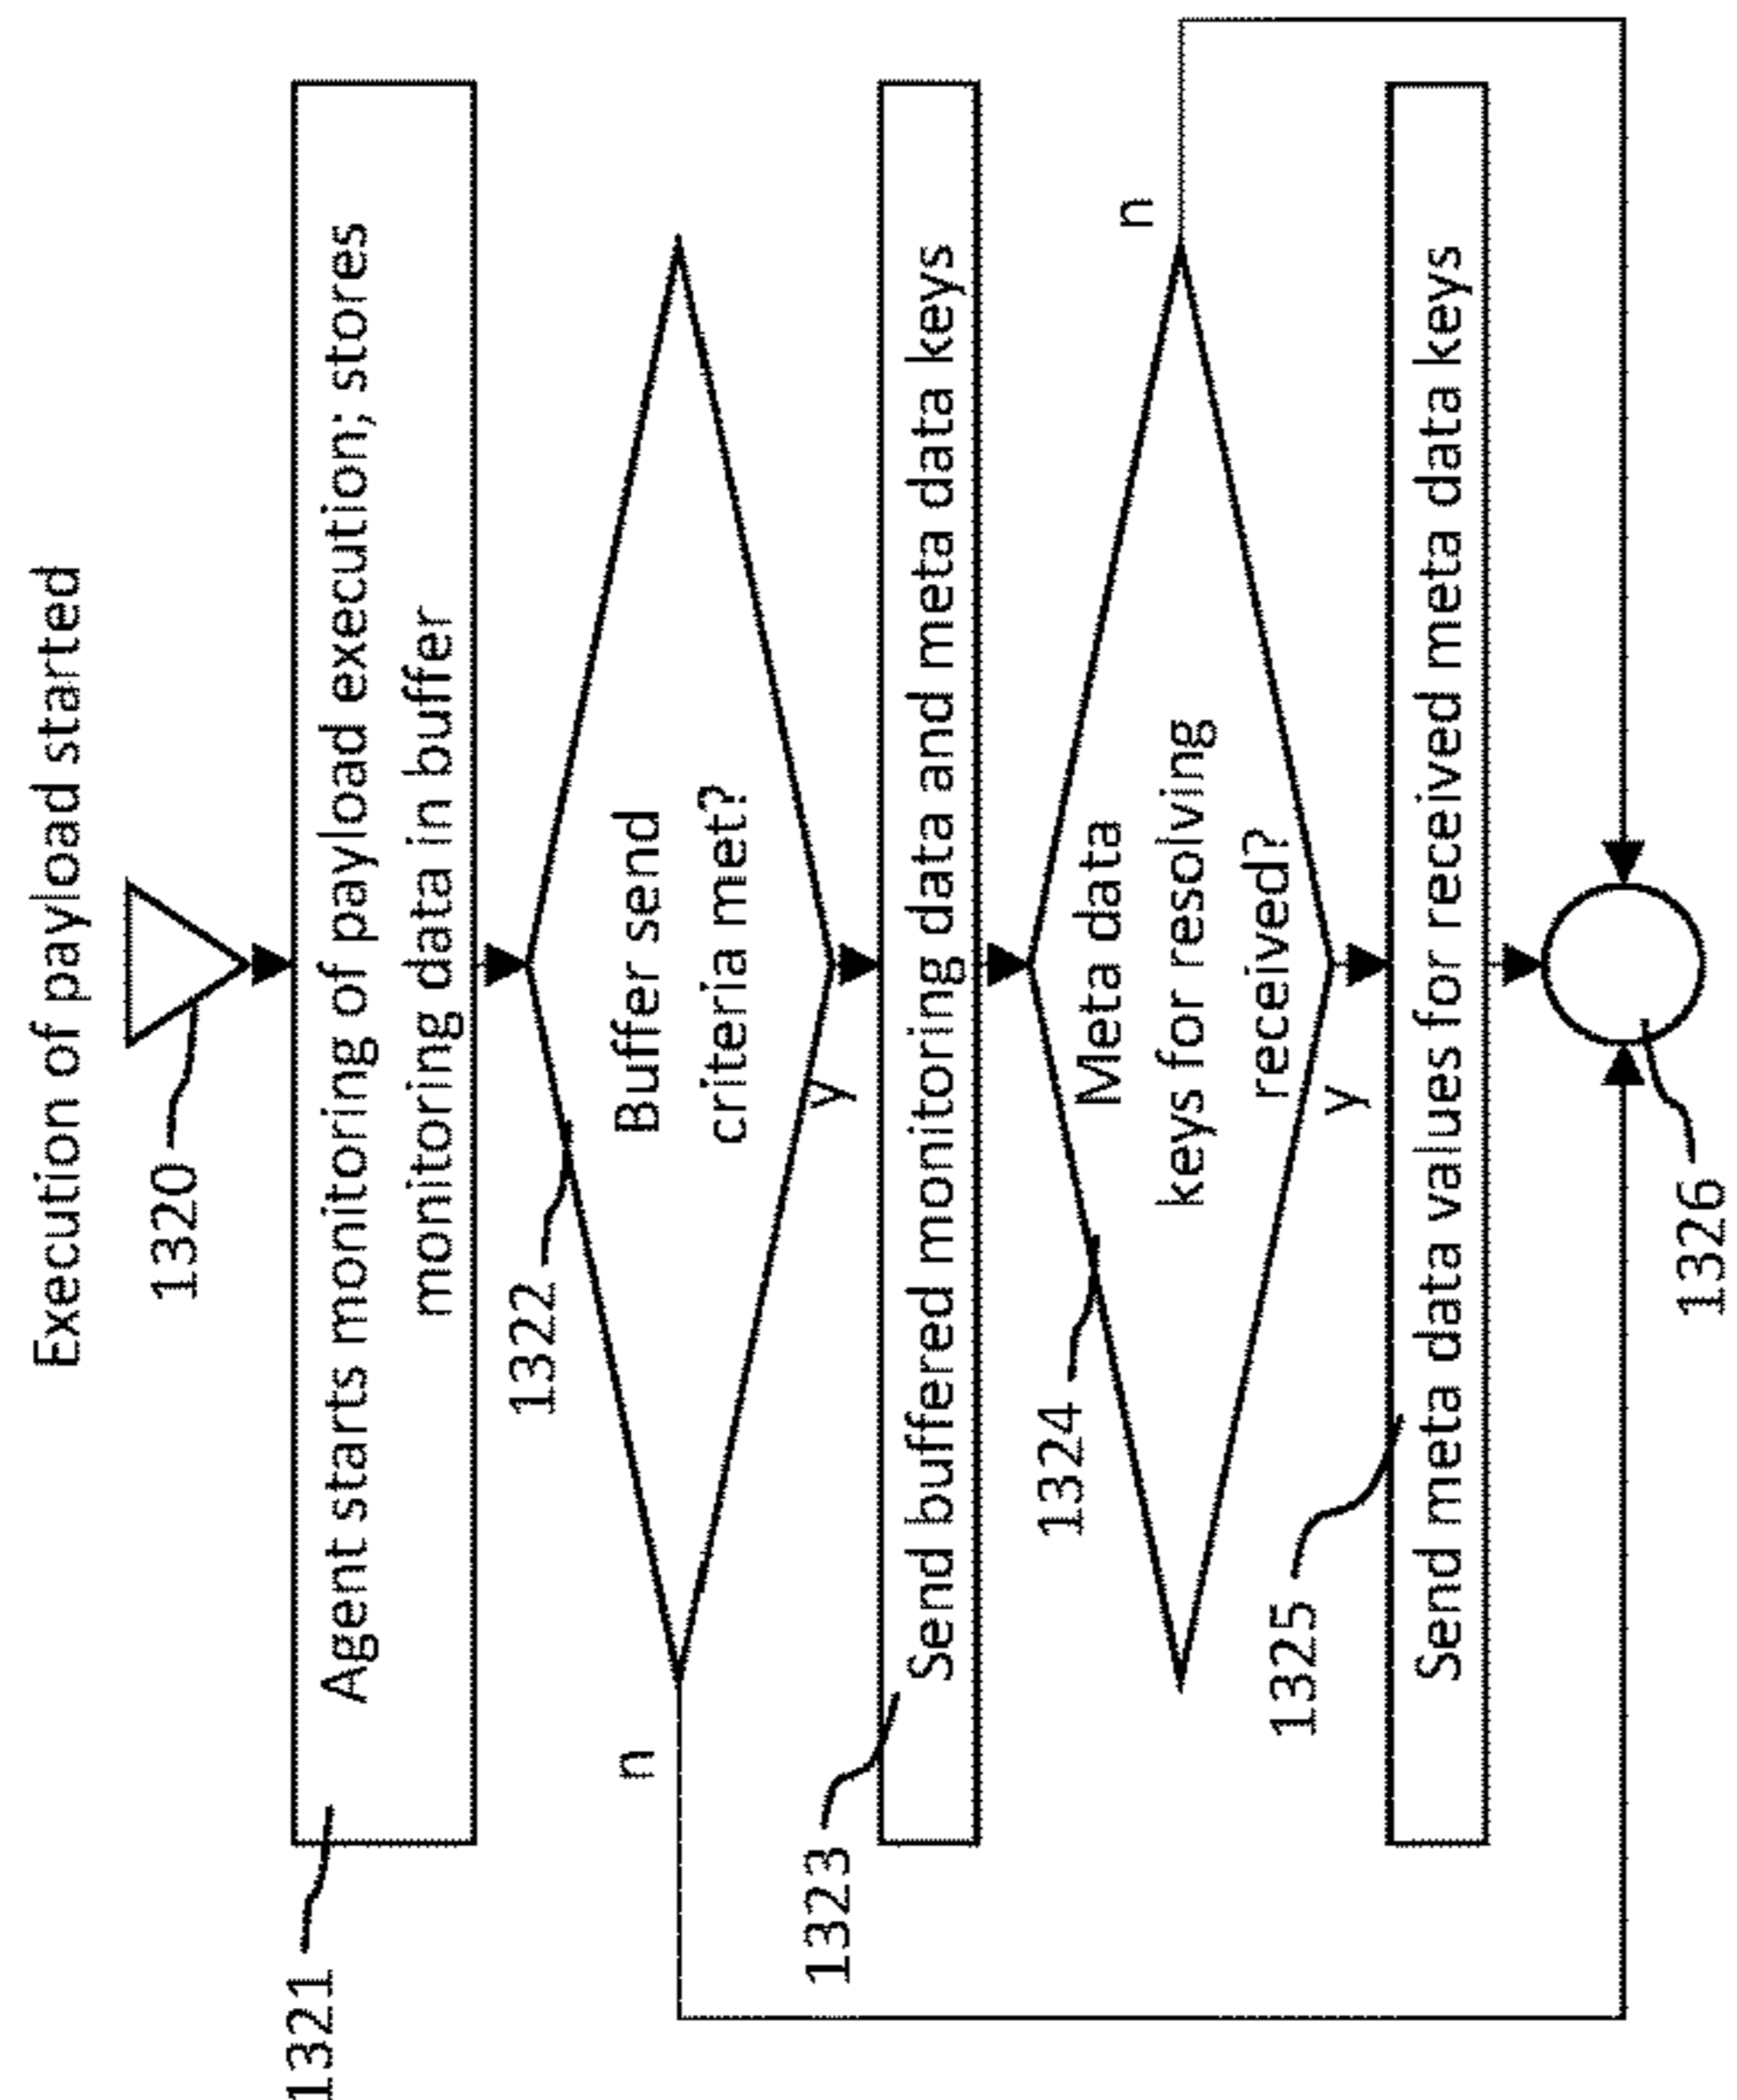 Execution of payload started
1320
1321
Agent starts monitoring of payload execution; stores
monitoring data in buffer
1322
Buffer send
criteria met?
n
y
1323
Send buffered monitoring data and meta data keys
1324
Meta data
keys for resolving
received?
n
y
1325
Send meta data values for received meta data keys
1326